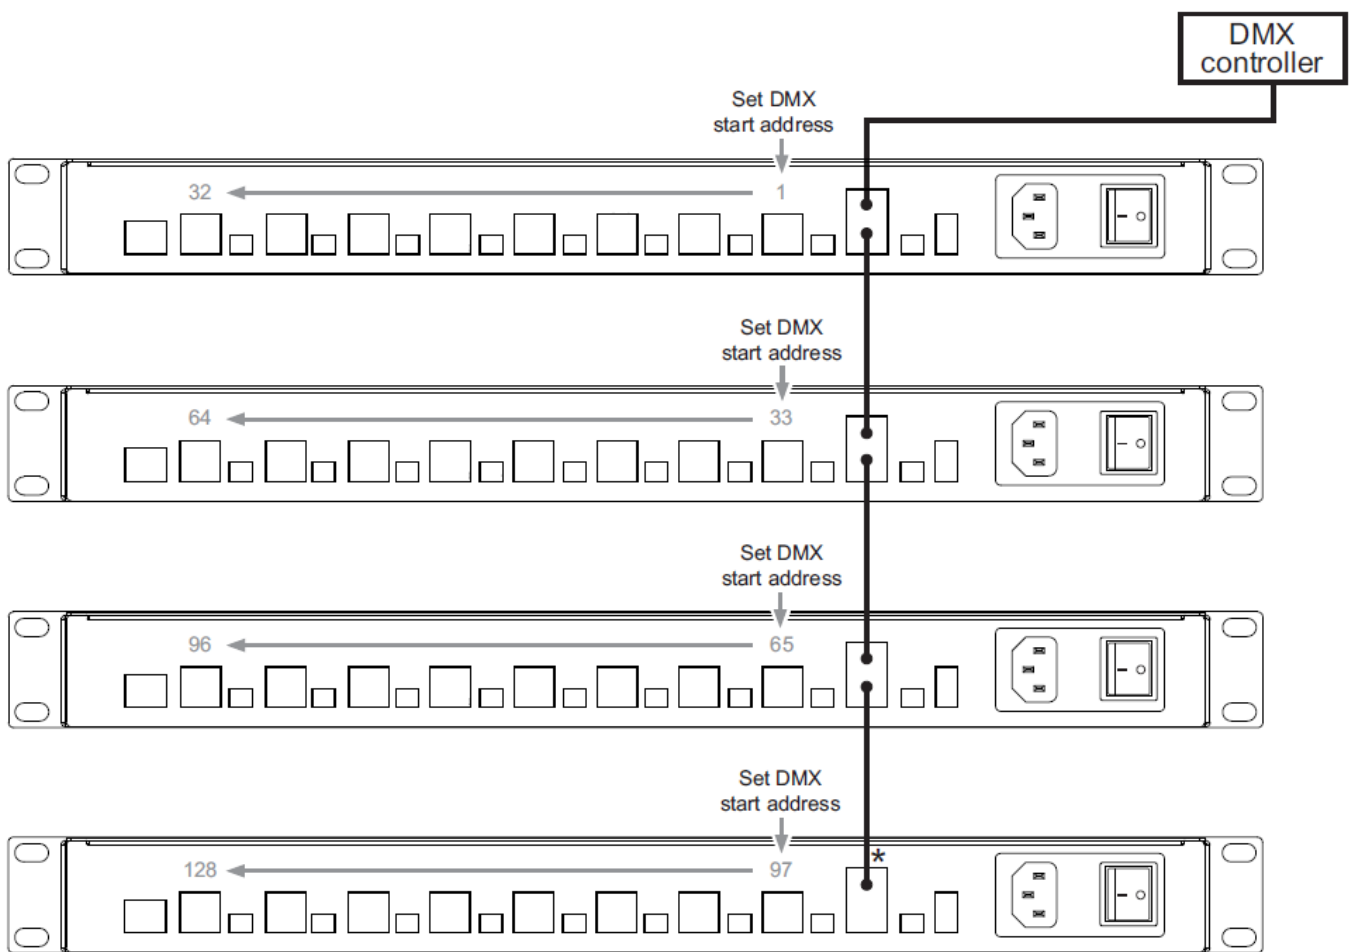 DMX
controller
Set DMX
start address
32
1
Set DMX
start address
64
33
Set DMX
start address
96
65
Set DMX
start address
128
97
*